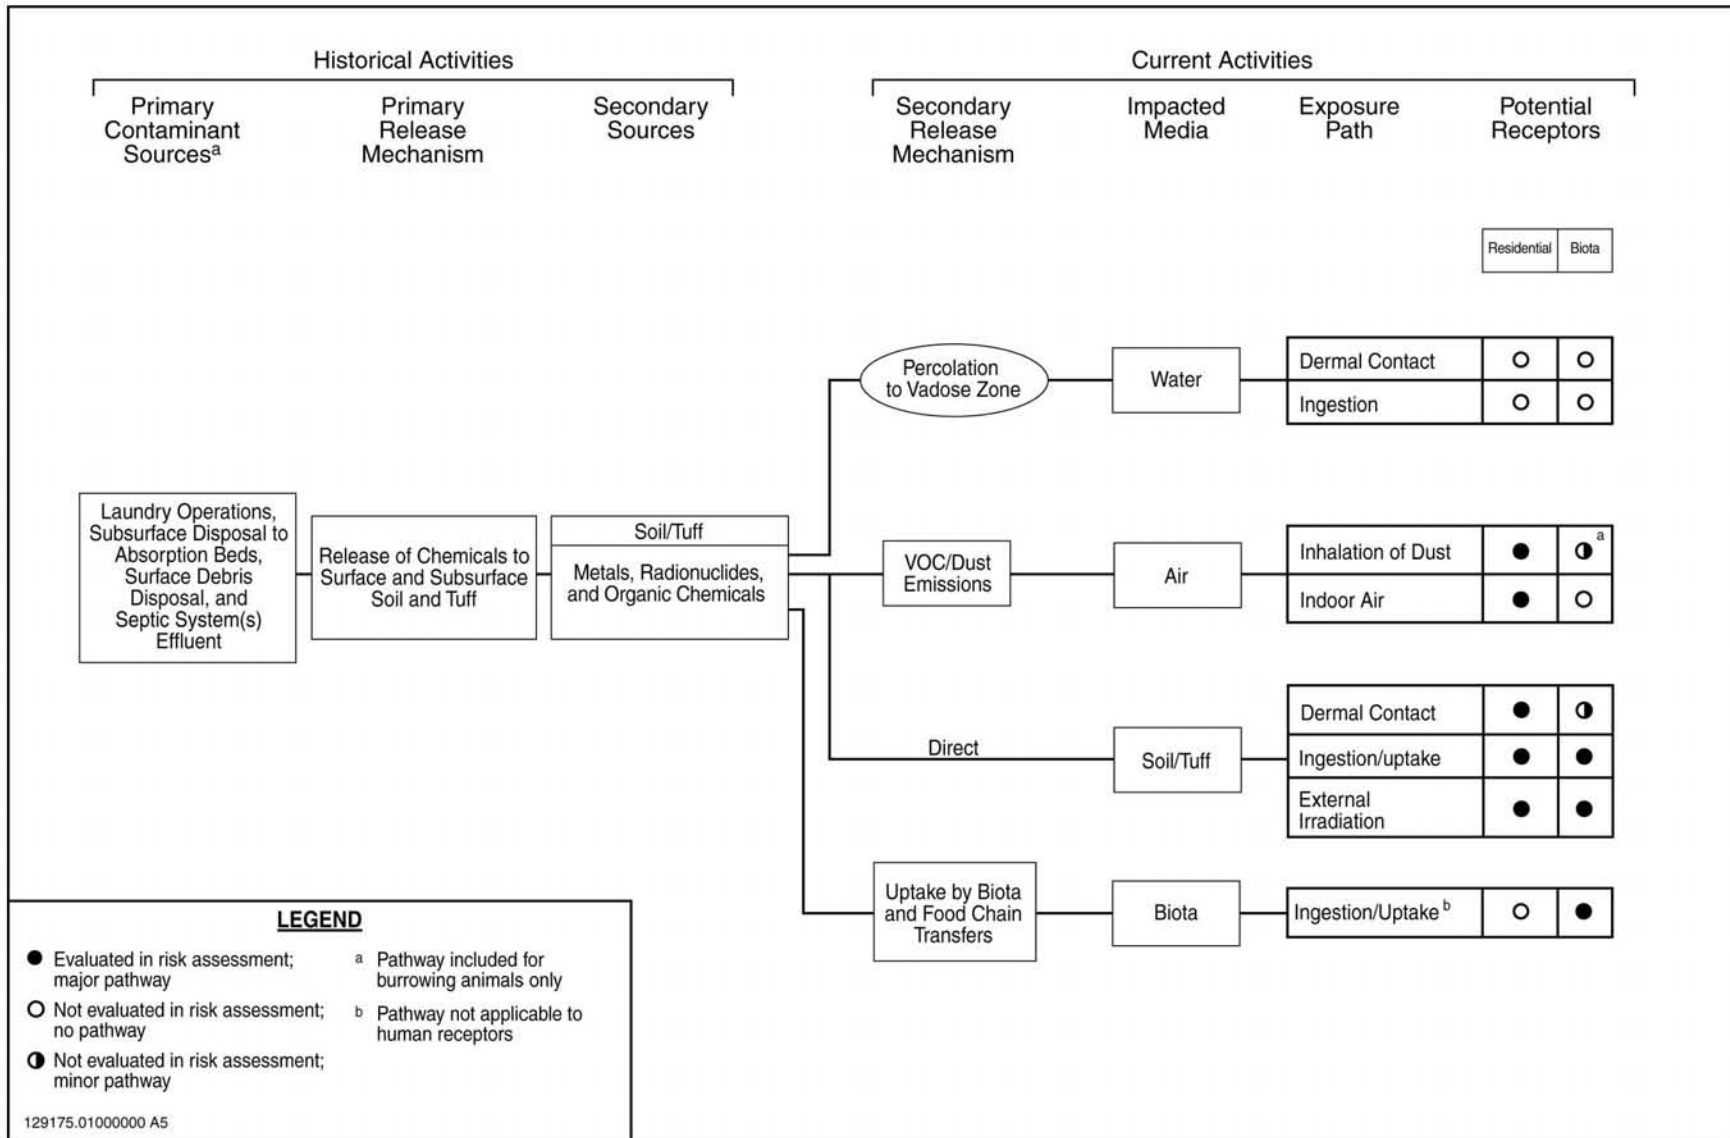 Historical Activities
Current Activities
Primary
Contaminant
Sourcesa
Primary
Release
Mechanism
Secondary
Sources
Secondary
Release
Mechanism
Impacted
Media
Exposure
Path
Potential
Receptors
Residential
Biota
Percolation
to Vadose Zone
Water
Dermal Contact
Ingestion
Laundry Operations,
Subsurface Disposal to
Absorption Beds,
Surface Debris
Disposal, and
Septic System(s)
Effluent
Release of Chemicals to
Surface and Subsurface
Soil and Tuff
Soil/Tuff
Metals, Radionuclides,
and Organic Chemicals
VOC/Dust
Emissions
Air
Inhalation of Dust
a
Indoor Air
Direct
Soil/Tuff
Dermal Contact
Ingestion/uptake
External
Irradiation
Uptake by Biota
and Food Chain
Transfers
Biota
Ingestion/Uptake b
LEGEND
Evaluated in risk assessment;
major pathway
Not evaluated in risk assessment;
no pathway
Not evaluated in risk assessment;
minor pathway
a Pathway included for
burrowing animals only
b Pathway not applicable to
human receptors
129175.01000000 A5